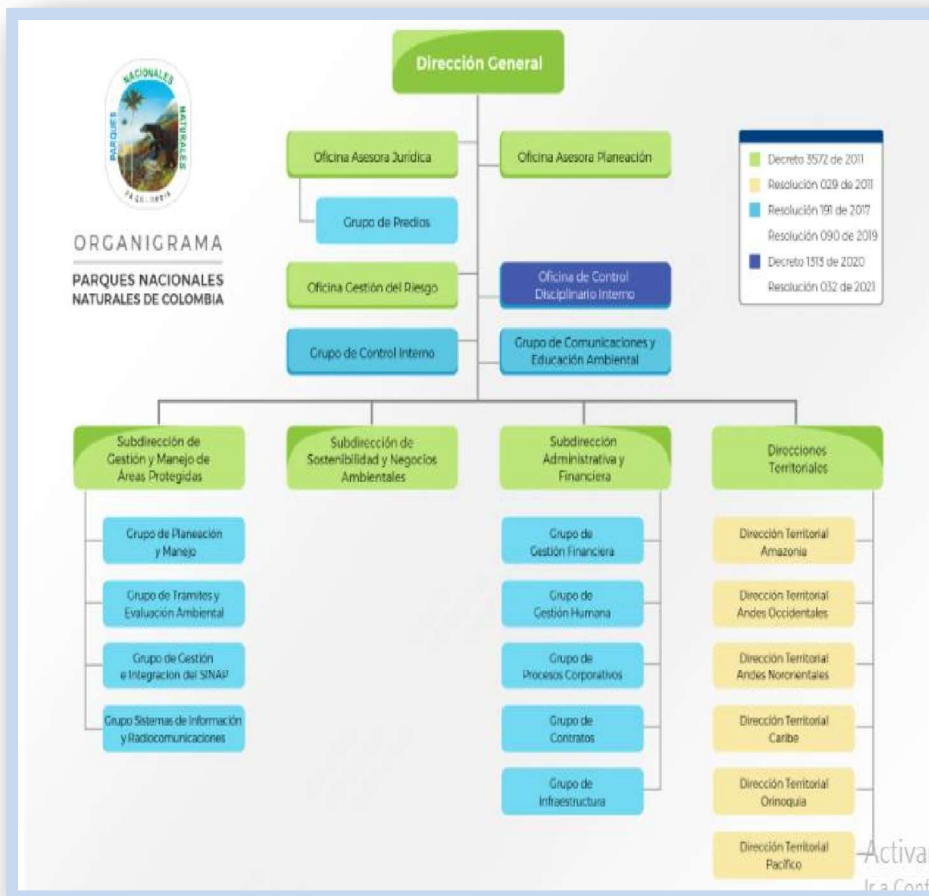 Dirección General
PARQUES
NACIONALES
NATURALES
DE COLOMBIA
ORGANIGRAMA
PARQUES NACIONALES
NATURALES DE COLOMBIA
Oficina Asesora Jurídica
Oficina Asesora Planeación
Grupo de Predios
Oficina Gestión del Riesgo
Oficina de Control
Disciplinario Interno
Grupo de Control Interno
Grupo de Comunicaciones y
Educación Ambiental
Decreto 3572 de 2011
Resolución 029 de 2011
Resolución 191 de 2017
Resolución 090 de 2019
Decreto 1313 de 2020
Resolución 032 de 2021
Subdirección de
Gestión y Manejo de
Áreas Protegidas
Grupo de Planeación
y Manejo
Grupo de Trámites y
Evaluación Ambiental
Grupo de Gestión
e Integracion del SINAP
Grupo Sistemas de Información
y Radiocomunicaciones
Subdirección de
Sostenibilidad y Negocios
Ambientales
Subdirección
Administrativa y
Financiera
Grupo de
Gestión Financiera
Grupo de
Gestión Humana
Grupo de
Procesos Corporativos
Grupo de
Contratos
Grupo de
Infraestructura
Direcciones
Territoriales
Dirección Territorial
Amazonia
Dirección Territorial
Andes Occidentales
Dirección Territorial
Andes Nororientales
Dirección Territorial
Caribe
Dirección Territorial
Orinoquia
Dirección Territorial
Pacífico
Activa
Ir a Conf